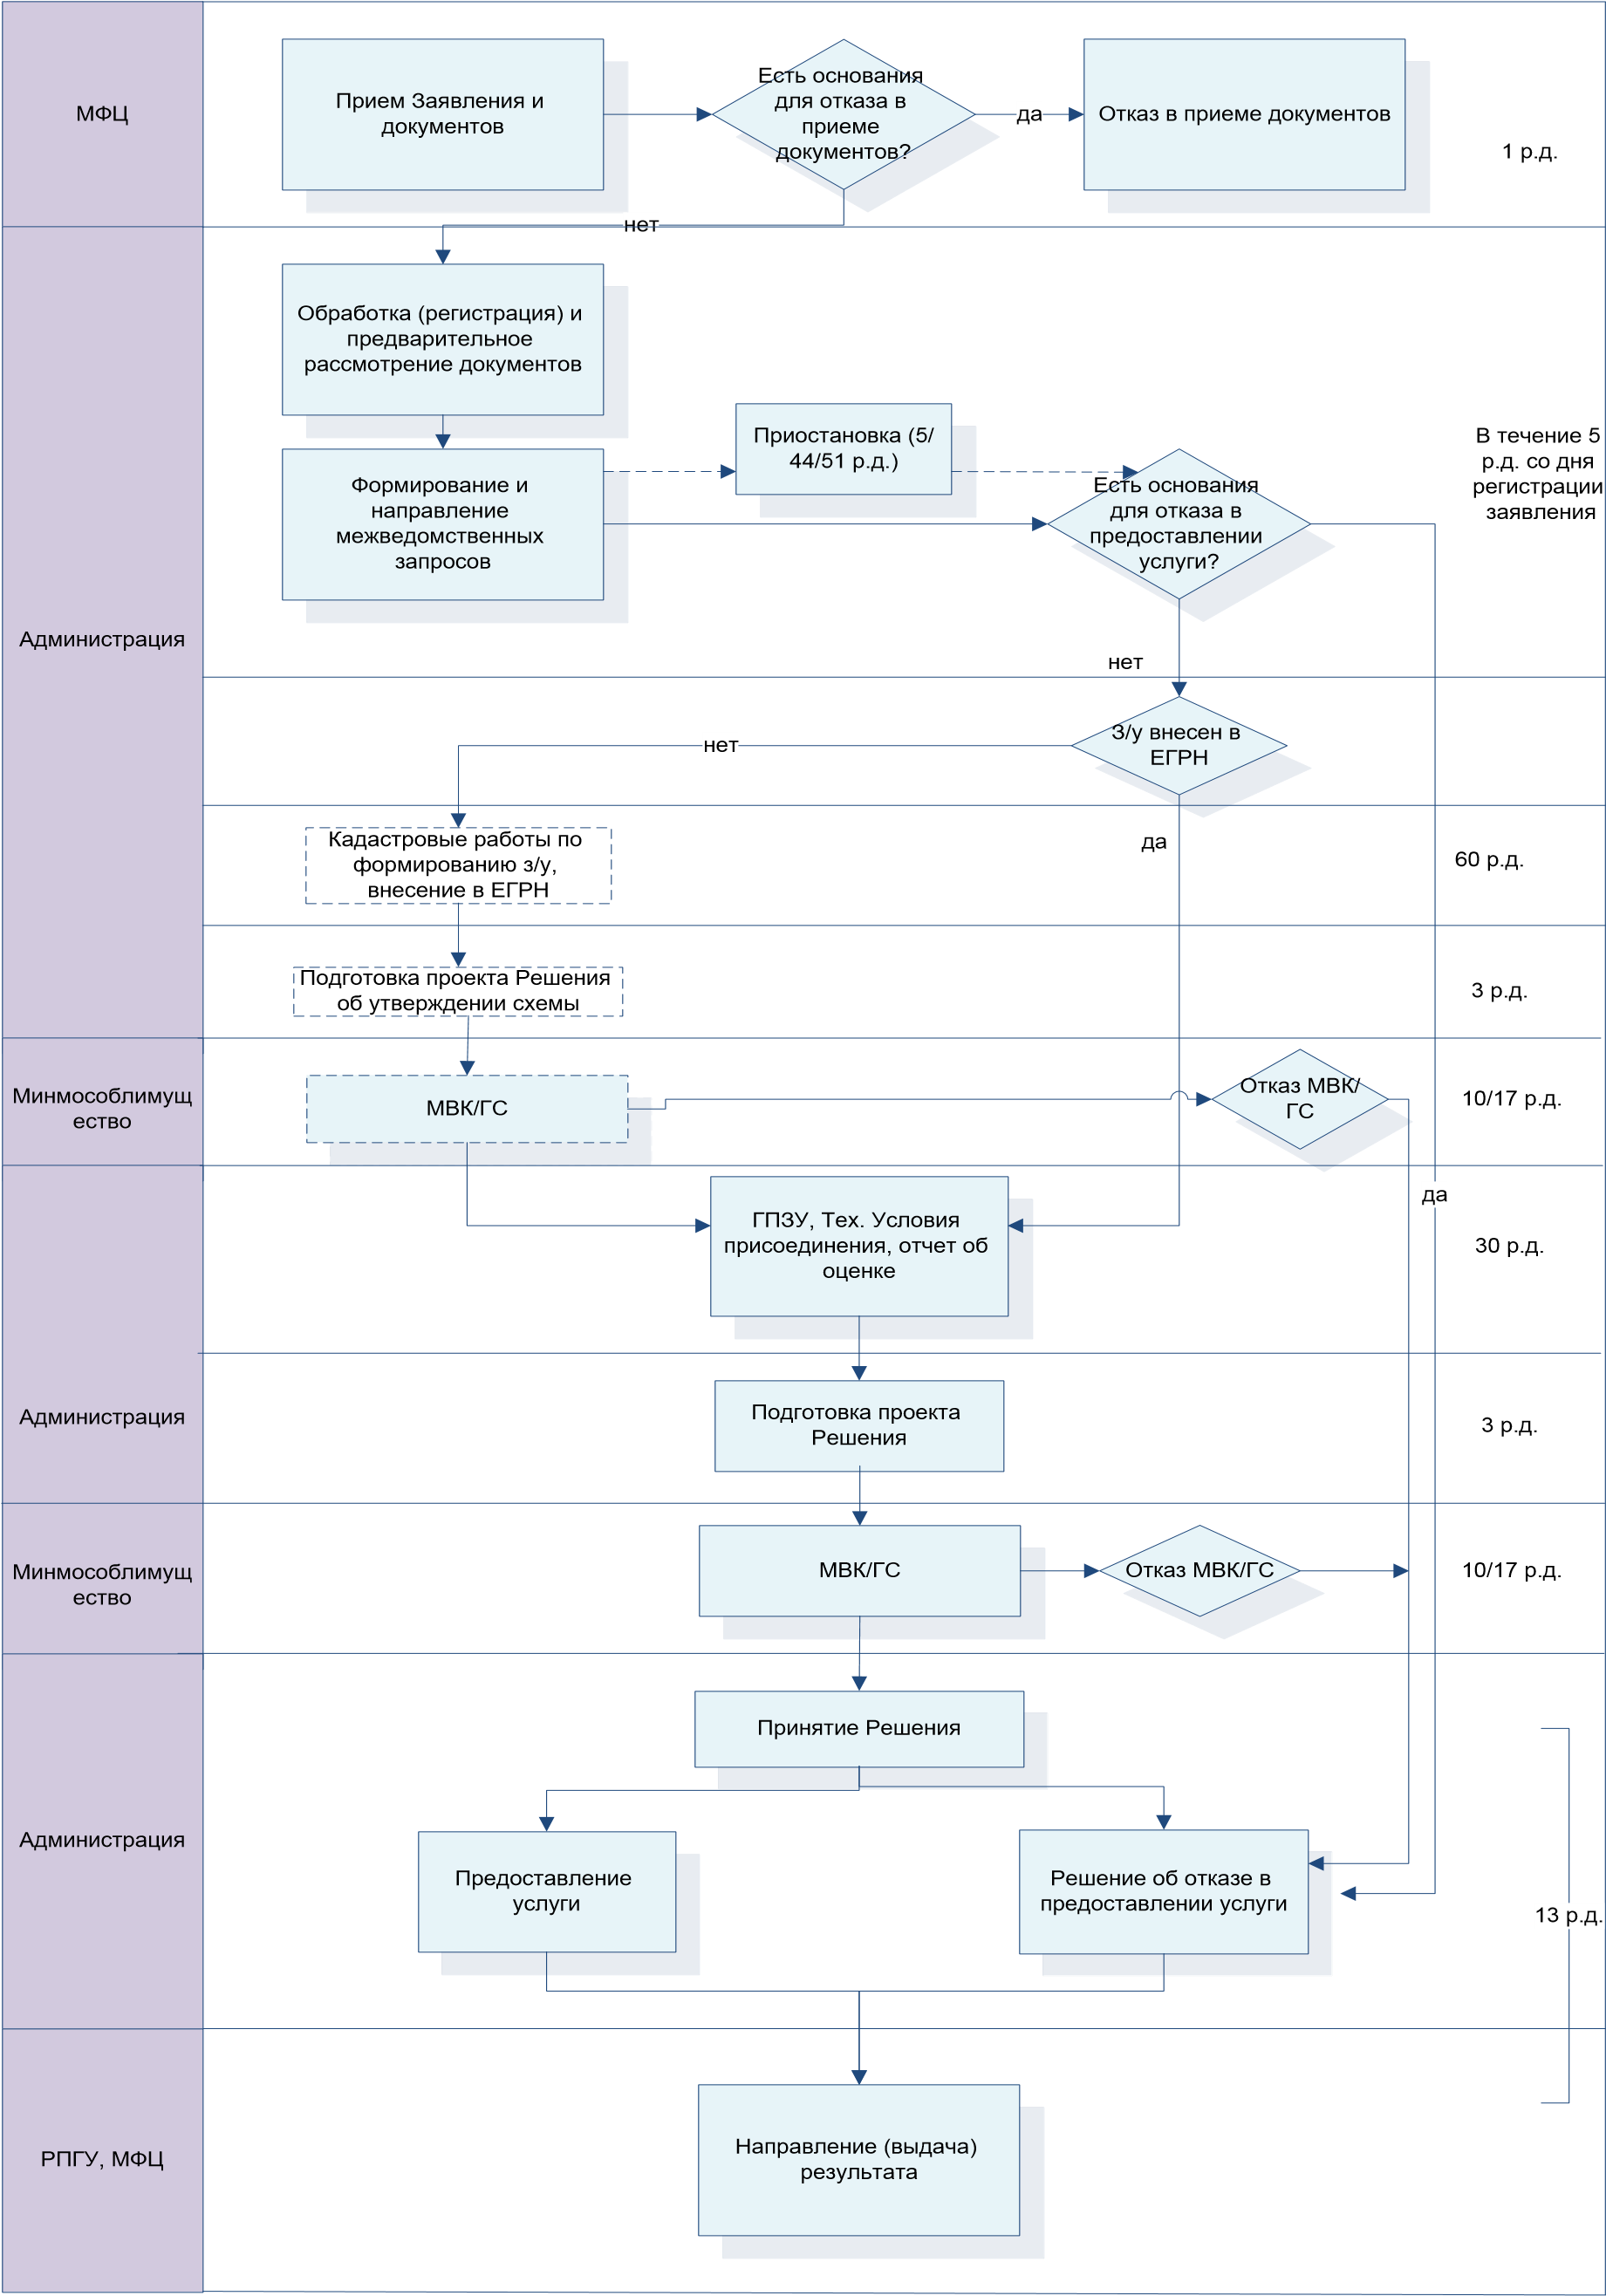 МФЦ
Прием Заявления и
документов
Есть основания
для отказа в
приеме
документов?
да
Отказ в приеме документов
1 р.д.
нет
Администрация
Обработка (регистрация) и
предварительное
рассмотрение документов
Формирование и
направление
межведомственных
запросов
Приостановка (5/
44/51 р.д.)
Есть основания
для отказа в
предоставлении
услуги?
В течение 5
р.д. со дня
регистрации
заявления
нет
З/у внесен в
ЕГРН
нет
да
Кадастровые работы по
формированию з/у,
внесение в ЕГРН
60 р.д.
Подготовка проекта Решения
об утверждении схемы
3 р.д.
Минмособлимущ
ество
МВК/ГС
Отказ МВК/
ГС
10/17 р.д.
да
ГПЗУ, Тех. Условия
присоединения, отчет об
оценке
30 р.д.
Администрация
Подготовка проекта
Решения
3 р.д.
Минмособлимущ
ество
МВК/ГС
Отказ МВК/ГС
10/17 р.д.
Администрация
Принятие Решения
Предоставление
услуги
Решение об отказе в
предоставлении услуги
13 р.д.
РПГУ, МФЦ
Направление (выдача)
результата